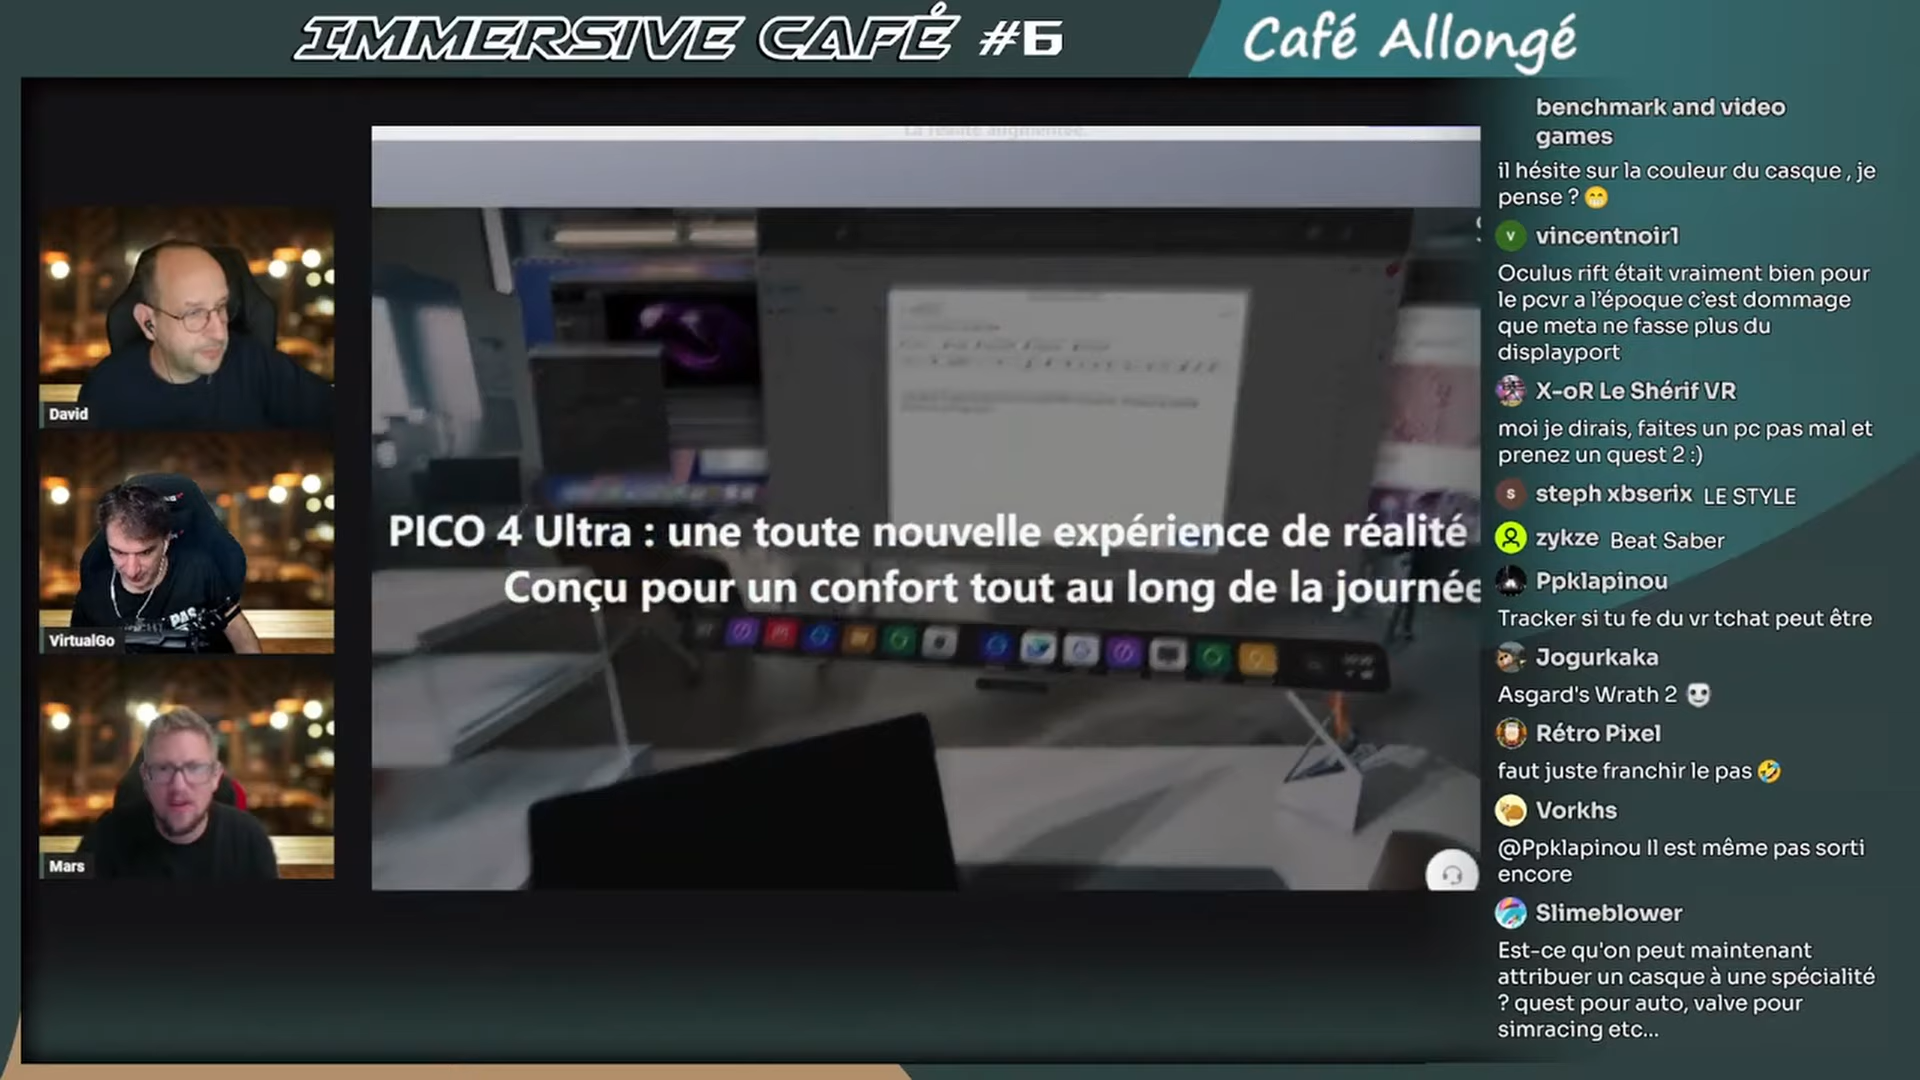 IMMERSIVE CAFÉ #6
Café Allongé
La réalité augmentée.
David
VirtualGo
Mars
PICO 4 Ultra : une toute nouvelle expérience de réalité
Conçu pour un confort tout au long de la journée
benchmark and video
games
il hésite sur la couleur du casque , je
pense ? 😁
V vincentnoir1
Oculus rift était vraiment bien pour
le pcvr a l'époque c'est dommage
que meta ne fasse plus du
displayport
X-oR Le Shérif VR
moi je dirais, faites un pc pas mal et
prenez un quest 2 :)
S steph xbserix LE STYLE
zykze Beat Saber
Ppklapinou
Tracker si tu fe du vr tchat peut être
Jogurkaka
Asgard's Wrath 2
Rétro Pixel
faut juste franchir le pas 🤣
Vorkhs
@Ppklapinou Il est même pas sorti
encore
Slimeblower
Est-ce qu'on peut maintenant
attribuer un casque à une spécialité
? quest pour auto, valve pour
simracing etc...